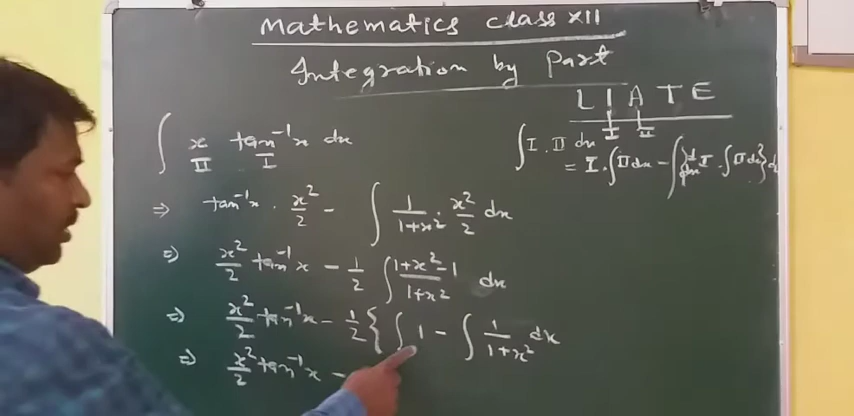 Mathematics class XII
Integration by Part
L I A T E
I II
∫ x tan⁻¹x dx
II I
∫ I . II dx
= I . ∫ II dx - ∫ { d/dx I . ∫ II dx } d
⇒ tan⁻¹x . x²/2 - ∫ 1/1+x² . x²/2 dx
⇒ x²/2 tan⁻¹x - 1/2 ∫ 1+x²-1/1+x² dx
⇒ x²/2 tan⁻¹x - 1/2 { ∫ 1 - ∫ 1/1+x² dx
⇒ x²/2 tan⁻¹x -